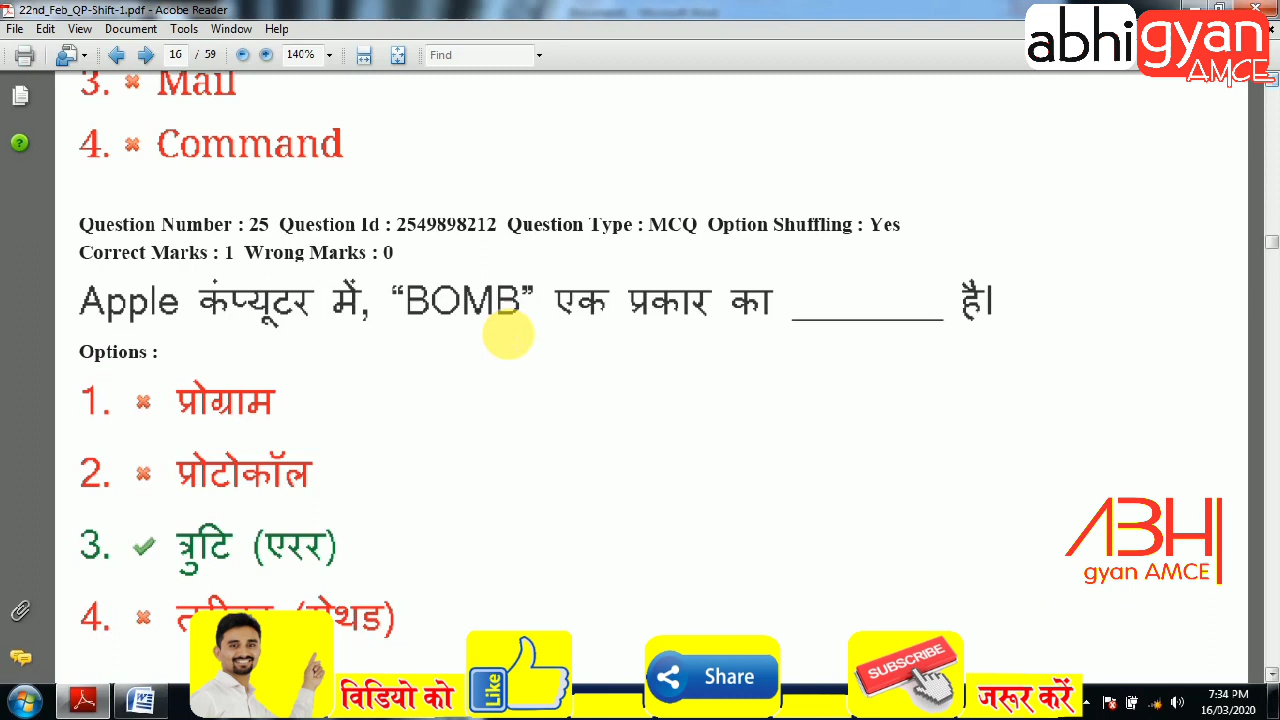 22nd_Feb_QP-Shift-1.pdf - Adobe Reader
File Edit View Document Tools Window Help
16 / 59 140% Find
abhigyan
AMCE
3. Mail
4. Command
Question Number : 25 Question Id : 2549898212 Question Type : MCQ Option Shuffling : Yes
Correct Marks : 1 Wrong Marks : 0
Apple कंप्यूटर में, “BOMB” एक प्रकार का ________ है।
Options :
1. प्रोग्राम
2. प्रोटोकॉल
3. त्रुटि (एरर)
4.
ABHI
gyan AMCE
विडियो को Like Share SUBSCRIBE जरूर करें
7:34 PM
16/03/2020